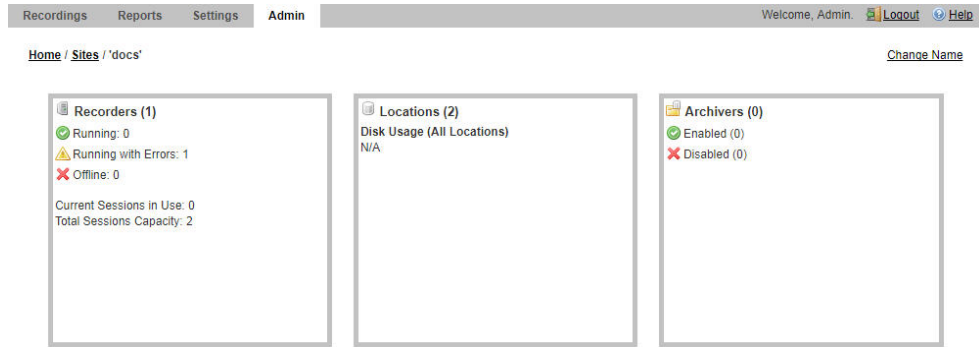 Recordings Reports Settings Admin Welcome, Admin. Logout Help
Home / Sites / 'docs' Change Name
Recorders (1)
Running: 0
Running with Errors: 1
Offline: 0
Current Sessions in Use: 0
Total Sessions Capacity: 2
Locations (2)
Disk Usage (All Locations)
N/A
Archivers (0)
Enabled (0)
Disabled (0)